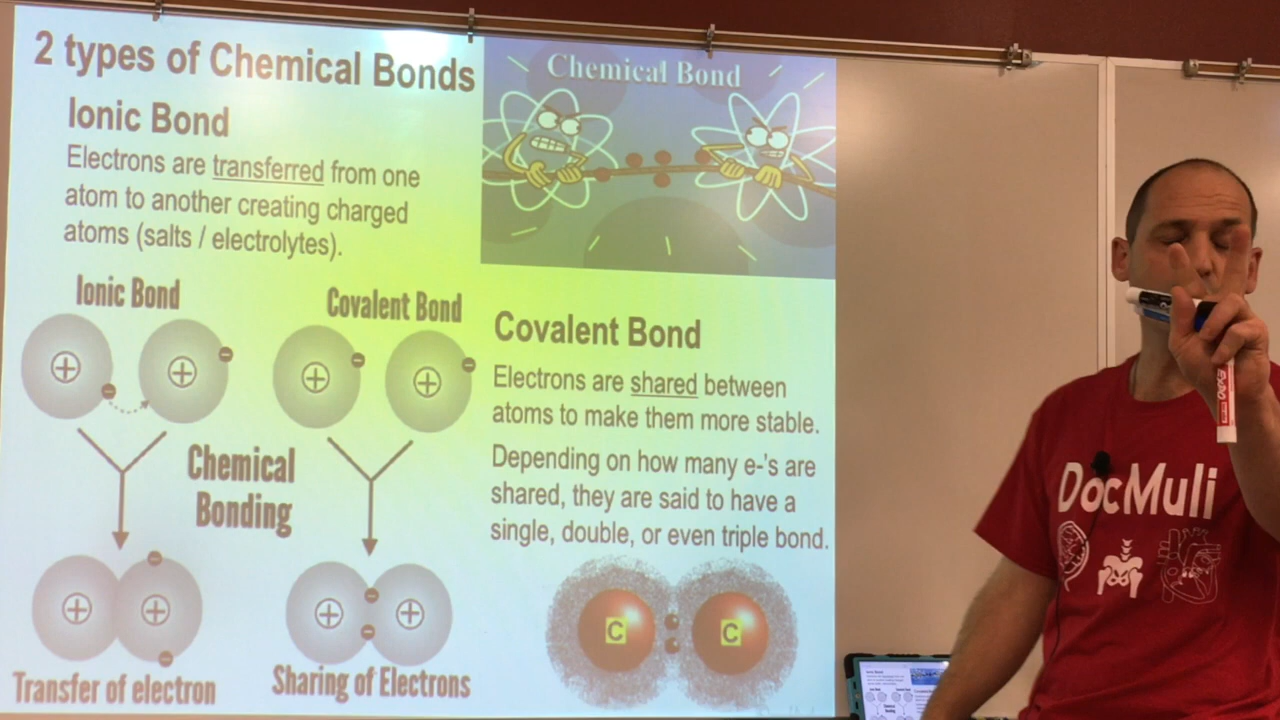 2 types of Chemical Bonds
Ionic Bond
Electrons are transferred from one
atom to another creating charged
atoms (salts / electrolytes).
Chemical Bond
Ionic Bond
Covalent Bond
Chemical
Bonding
Transfer of electron
Sharing of Electrons
Covalent Bond
Electrons are shared between
atoms to make them more stable.
Depending on how many e-'s are
shared, they are said to have a
single, double, or even triple bond.
C
C
DocMuli
EXPO